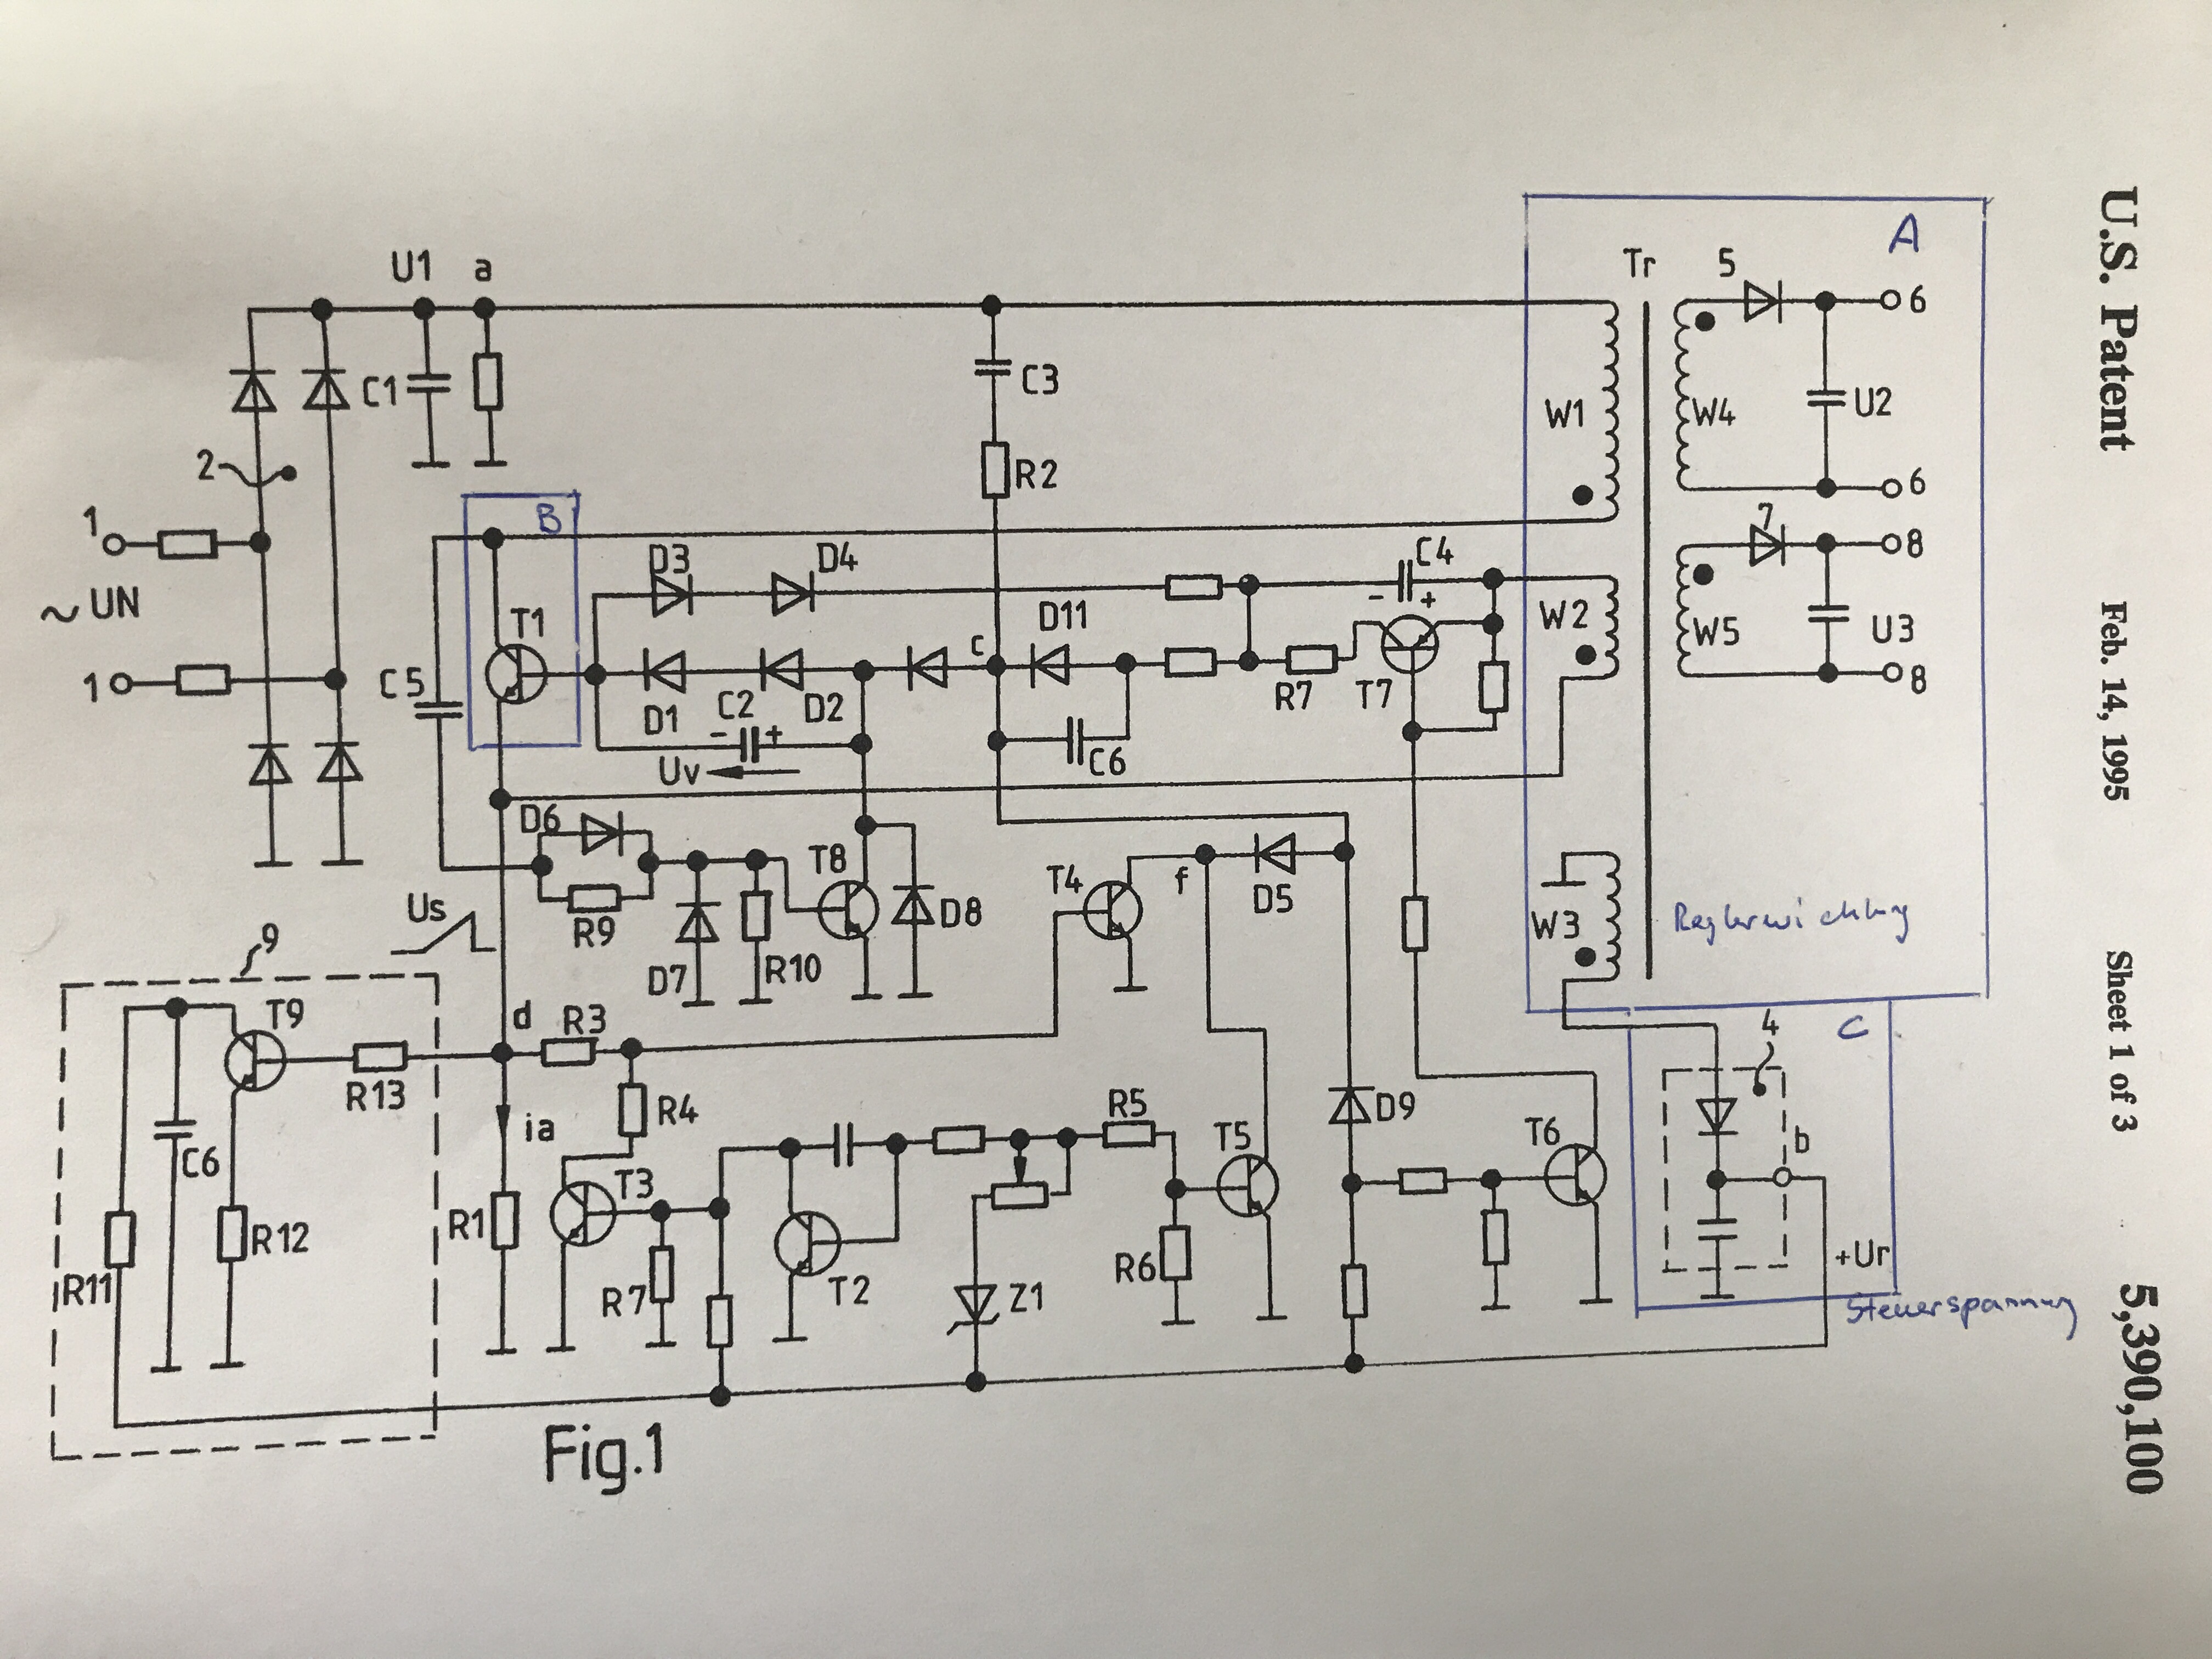 U.S. Patent
Feb. 14, 1995
Sheet 1 of 3
5,390,100
A
U1 a
Tr 5
6
C1
C3
W1
W4
U2
2
R2
6
B
1
7
8
D3 D4
C4
~ UN
T1
D11
- +
W2
W5
U3
c
1
C5
D1
C2
D2
R7
T7
8
- +
Uv
C6
D6
T8
T4
f
D5
Us
R9
D8
W3
9
D7
R10
T9
d
R3
4
C
R13
R4
ia
R5
D9
b
C6
T3
T5
T6
R12
R1
R7
T2
Z1
R6
+Ur
R11
Steuerspannung
Fig.1